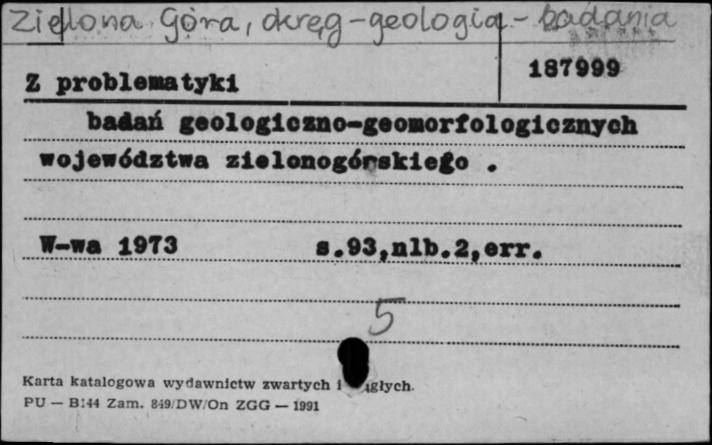 Zielona Góra, okręg - geologia - badania
187999
Z problematyki
badań geologiczno-geomorfologicznych
województwa zielonogórskiego .
W-wa 1973 s.93,nlb.2,err.
5
Karta katalogowa wydawnictw zwartych i
PU — B144 Zam. 849/DW/On ZGG — 1991